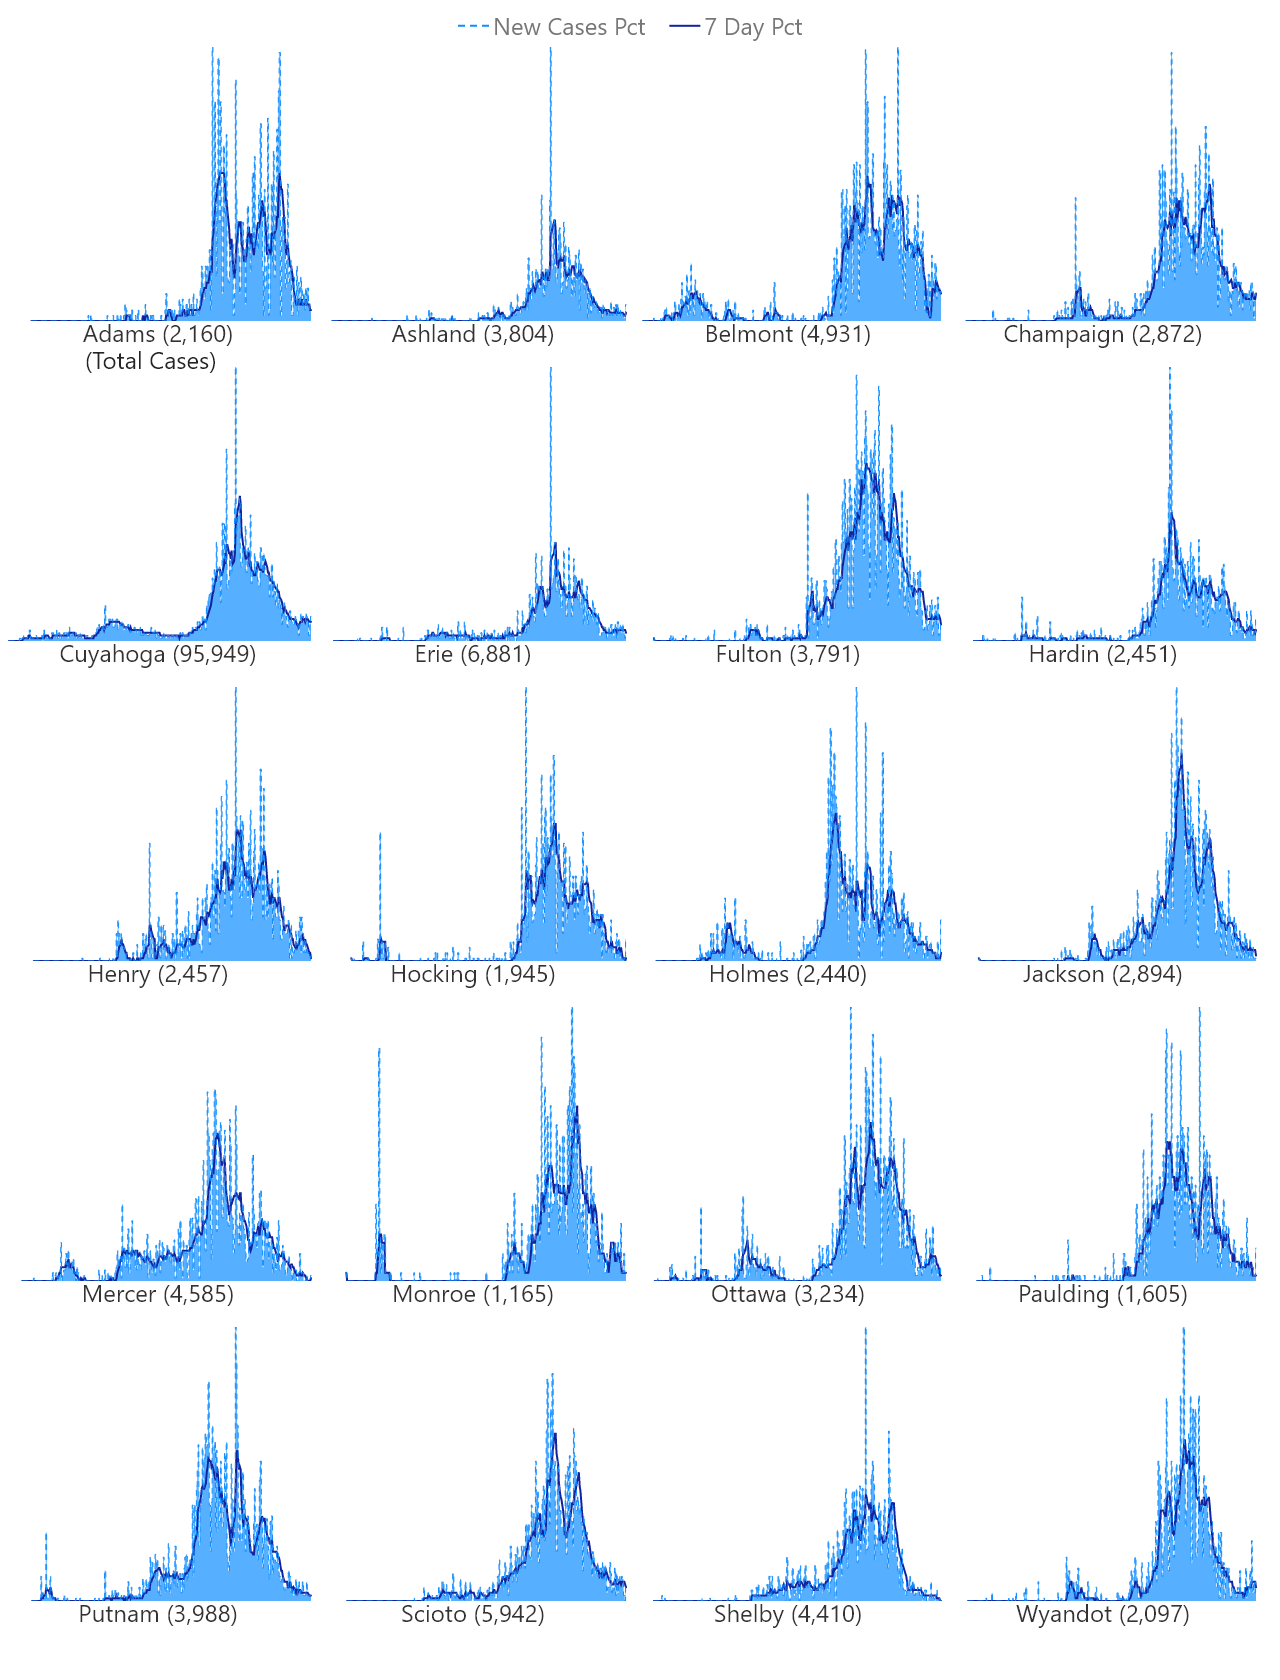 New Cases Pct 7 Day Pct
Adams (2,160) Ashland (3,804) Belmont (4,931) Champaign (2,872)
(Total Cases)
Cuyahoga (95,949) Erie (6,881) Fulton (3,791) Hardin (2,451)
Henry (2,457) Hocking (1,945) Holmes (2,440) Jackson (2,894)
Mercer (4,585) Monroe (1,165) Ottawa (3,234) Paulding (1,605)
Putnam (3,988) Scioto (5,942) Shelby (4,410) Wyandot (2,097)